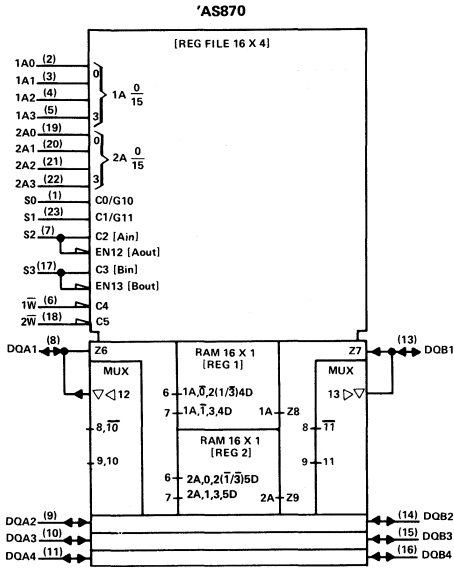 'AS870
[REG FILE 16 X 4]
1A0 (2)
1A1 (3)
1A2 (4)
1A3 (5)
0
3
1A 0/15
2A0 (19)
2A1 (20)
2A2 (21)
2A3 (22)
0
3
2A 0/15
S0 (1) C0/G10
S1 (23) C1/G11
S2 (7) C2 [Ain]
EN12 [Aout]
S3 (17) C3 [Bin]
EN13 [Bout]
1W̅ (6) C4
2W̅ (18) C5
DQA1 (8) Z6
MUX
▽◁ 12
8,1̅0̅
9,10
RAM 16 X 1
[REG 1]
6 1A,0̅,2(1/3̅)4D
7 1A,1̅,3,4D
1A Z8
RAM 16 X 1
[REG 2]
6 2A,0,2(1̅/3̅)5D
7 2A,1,3,5D
2A Z9
Z7 (13) DQB1
MUX
13 ▷▽
8 1̅1̅
9 11
DQA2 (9)
DQA3 (10)
DQA4 (11)
(14) DQB2
(15) DQB3
(16) DQB4